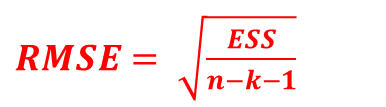 RMSE = √(ESS / n−k−1)